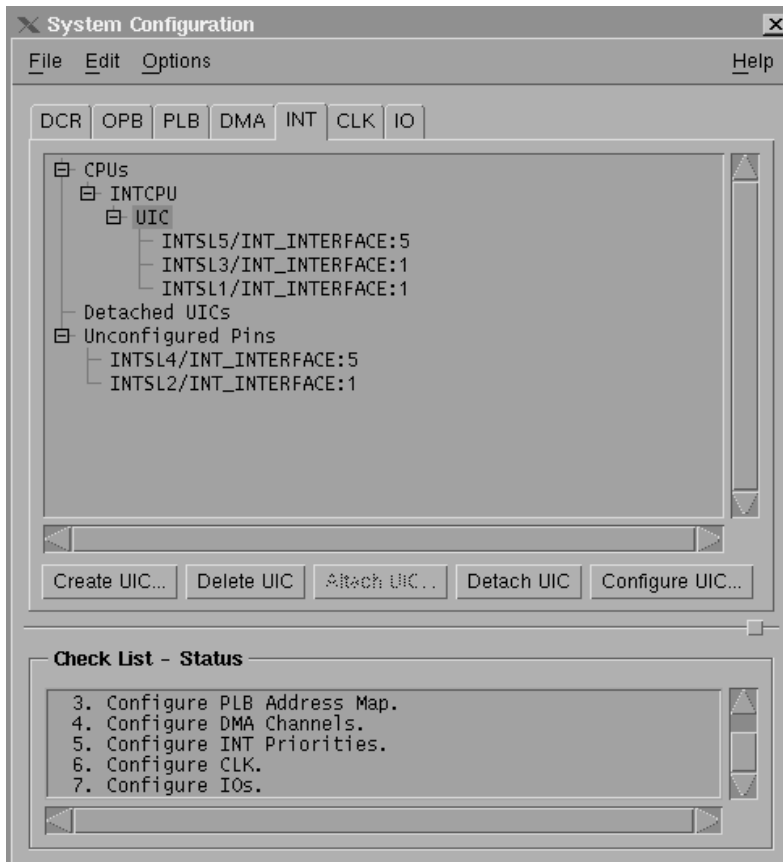 System Configuration
File Edit Options Help
DCR OPB PLB DMA INT CLK IO
CPUs
INTCPU
UIC
INTSL5/INT_INTERFACE:5
INTSL3/INT_INTERFACE:1
INTSL1/INT_INTERFACE:1
Detached UICs
Unconfigured Pins
INTSL4/INT_INTERFACE:5
INTSL2/INT_INTERFACE:1
Create UIC... Delete UIC Attach UIC... Detach UIC Configure UIC...
Check List - Status
3. Configure PLB Address Map.
4. Configure DMA Channels.
5. Configure INT Priorities.
6. Configure CLK.
7. Configure IOs.